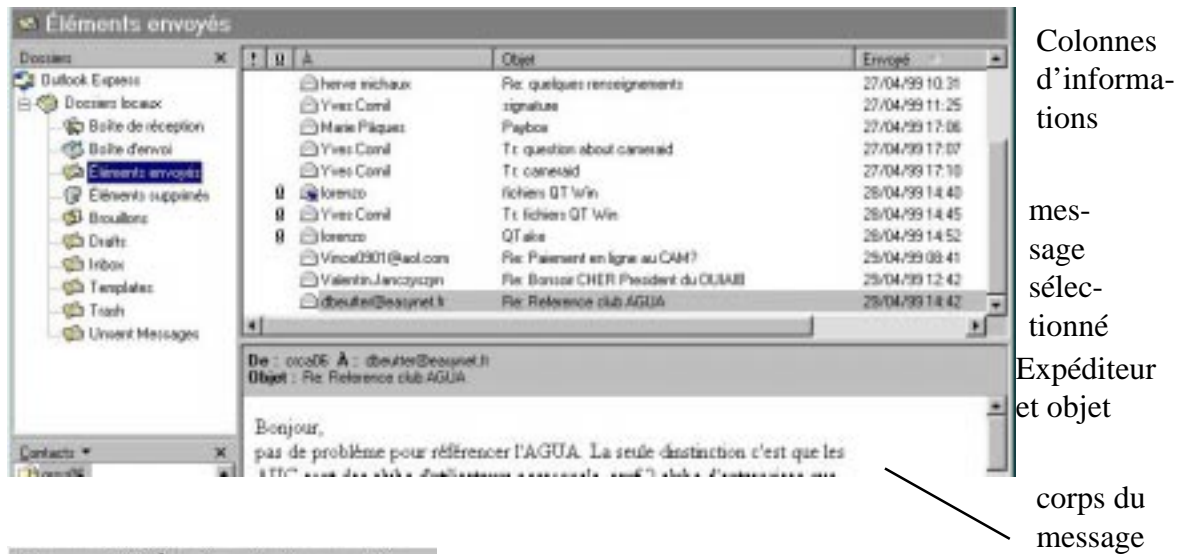 Éléments envoyés
Dossiers
Outlook Express
Dossiers locaux
Boîte de réception
Boîte d'envoi
Éléments envoyés
Éléments supprimés
Brouillons
Drafts
Inbox
Templates
Trash
Unsent Messages
Contacts
! À Objet Envoyé
herve michaux Re: quelques renseignements 27/04/99 10:31
Yves Cornil signature 27/04/99 11:25
Marie Pâques Paybox 27/04/99 17:06
Yves Cornil Tr: question about cameraid 27/04/99 17:07
Yves Cornil Tr: cameraid 27/04/99 17:10
lorenzo fichiers QT Win 28/04/99 14:40
Yves Cornil Tr: fichiers QT Win 28/04/99 14:45
lorenzo 28/04/99 14:52
Vince0901@aol.com Re: Paiement en ligne au CAM? 29/04/99 08:41
Valentin.Janczyszyn Re: Bonsoir CHER President du 29/04/99 12:42
dbeutter@easynet.fr Re: Reference club AGUA 29/04/99 14:42
De : orca06 À : dbeutter@easynet.fr
Objet : Re: Reference club AGUA
Bonjour,
pas de problème pour référencer l'AGUA. La seule dinstinction c'est que les
Colonnes
d'informa-
tions
mes-
sage
sélec-
tionné
Expéditeur
et objet
corps du
message